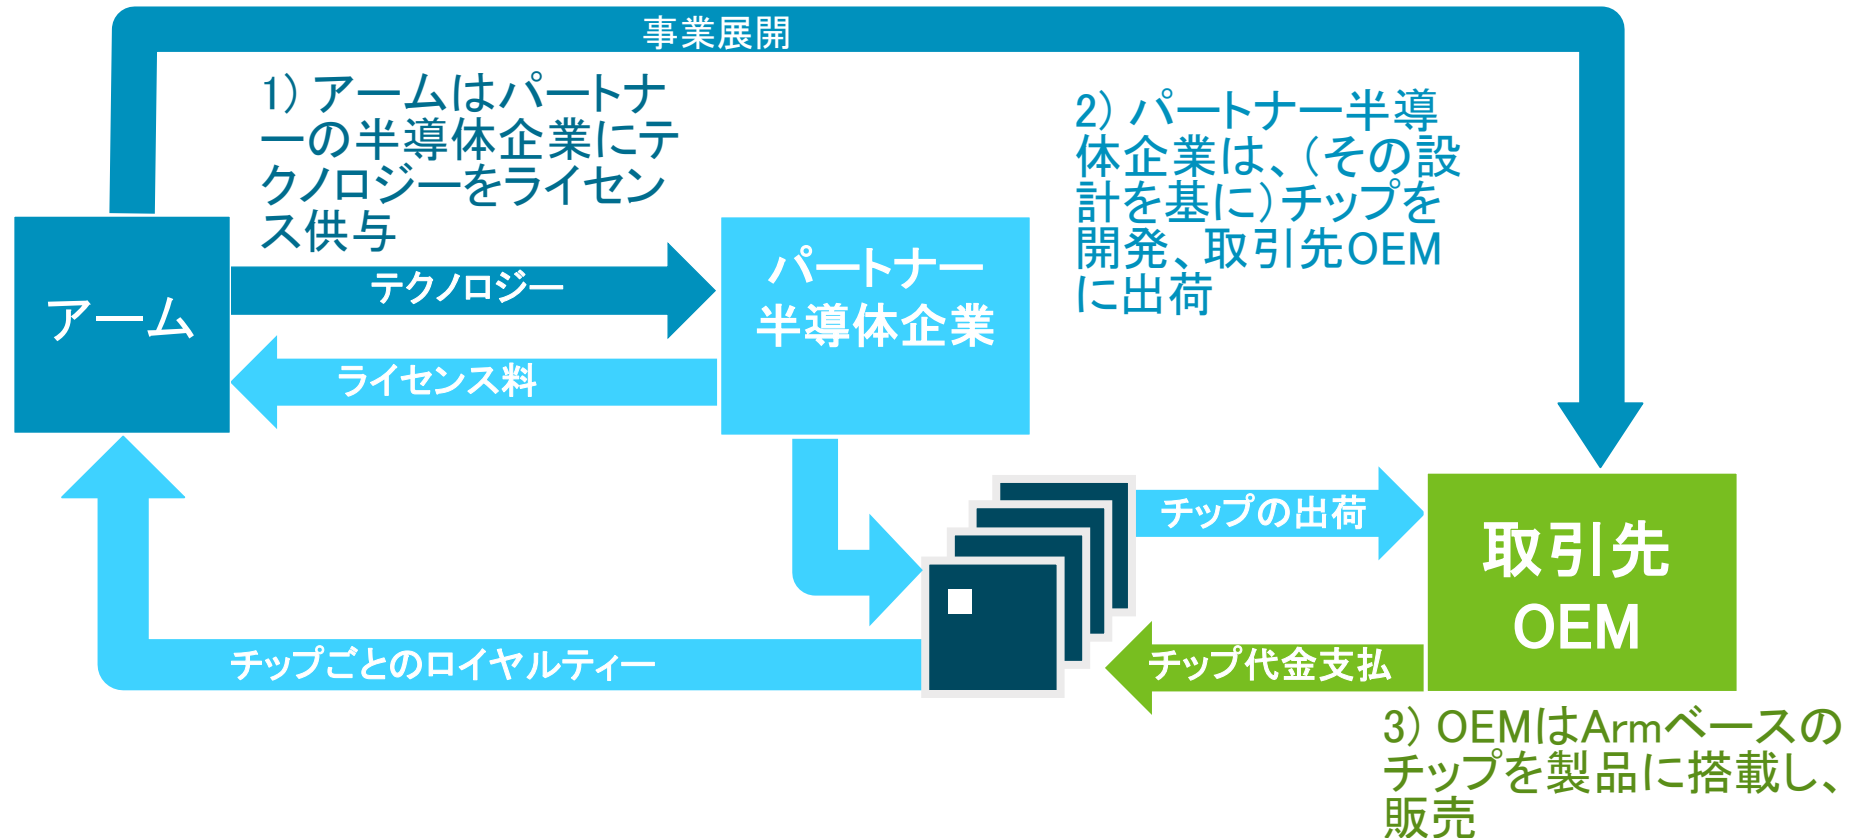 事業展開
1) アームはパートナ
ーの半導体企業にテ
クノロジーをライセン
ス供与
2) パートナー半導
体企業は、(その設
計を基に)チップを
開発、取引先OEM
に出荷
アーム
テクノロジー
ライセンス料
パートナー
半導体企業
チップの出荷
取引先
OEM
チップごとのロイヤルティー
チップ代金支払
3) OEMはArmベースの
チップを製品に搭載し、
販売